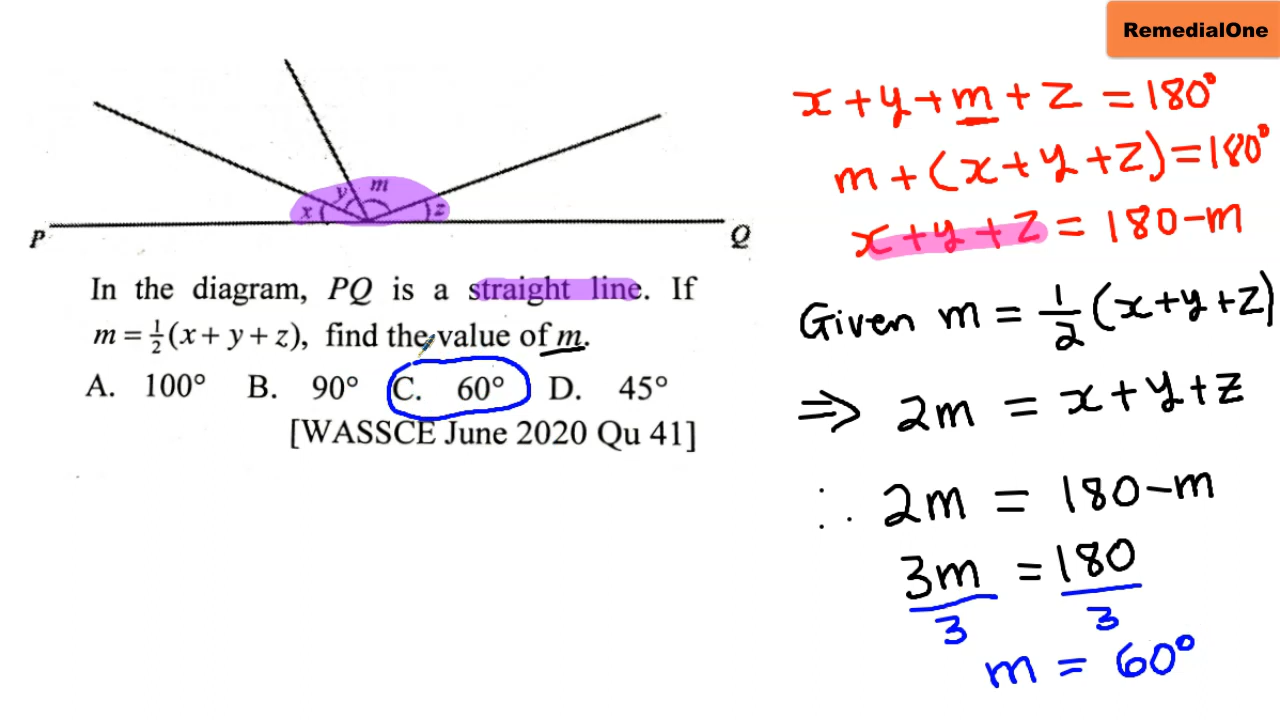 RemedialOne
x y m z
P Q
In the diagram, PQ is a straight line. If
m = ½(x + y + z), find the value of m.
A. 100° B. 90° C. 60° D. 45°
[WASSCE June 2020 Qu 41]
x + y + m + z = 180°
m + (x + y + z) = 180°
x + y + z = 180 - m
Given m = 1/2 (x + y + z)
⇒ 2m = x + y + z
∴ 2m = 180 - m
3m = 180
3 3
m = 60°